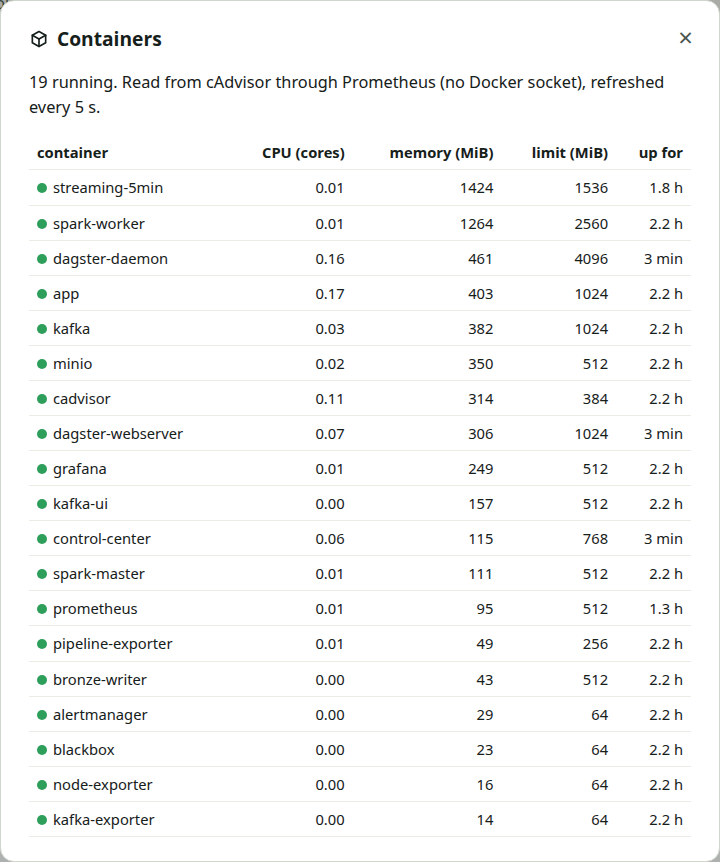 Containers
19 running. Read from cAdvisor through Prometheus (no Docker socket), refreshed
every 5 s.
container CPU (cores) memory (MiB) limit (MiB) up for
streaming-5min 0.01 1424 1536 1.8 h
spark-worker 0.01 1264 2560 2.2 h
dagster-daemon 0.16 461 4096 3 min
app 0.17 403 1024 2.2 h
kafka 0.03 382 1024 2.2 h
minio 0.02 350 512 2.2 h
cadvisor 0.11 314 384 2.2 h
dagster-webserver 0.07 306 1024 3 min
grafana 0.01 249 512 2.2 h
kafka-ui 0.00 157 512 2.2 h
control-center 0.06 115 768 3 min
spark-master 0.01 111 512 2.2 h
prometheus 0.01 95 512 1.3 h
pipeline-exporter 0.01 49 256 2.2 h
bronze-writer 0.00 43 512 2.2 h
alertmanager 0.00 29 64 2.2 h
blackbox 0.00 23 64 2.2 h
node-exporter 0.00 16 64 2.2 h
kafka-exporter 0.00 14 64 2.2 h